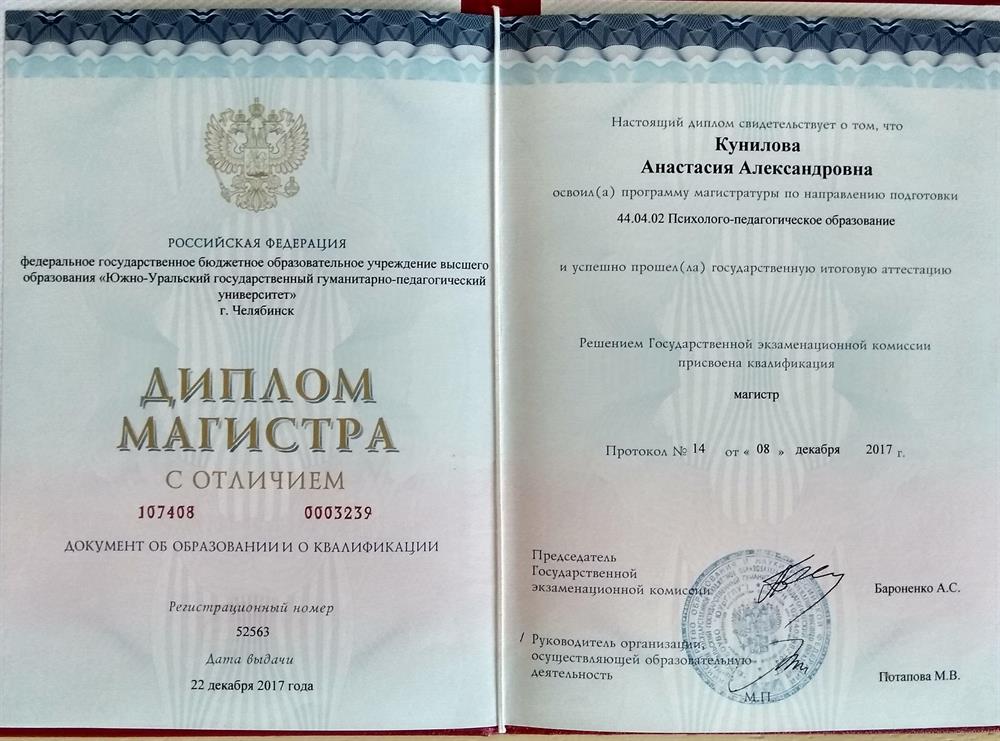 РОССИЙСКАЯ ФЕДЕРАЦИЯ
федеральное государственное бюджетное образовательное учреждение высшего
образования «Южно-Уральский государственный гуманитарно-педагогический
университет»
г. Челябинск
ДИПЛОМ
МАГИСТРА
С ОТЛИЧИЕМ
107408 0003239
ДОКУМЕНТ ОБ ОБРАЗОВАНИИ И О КВАЛИФИКАЦИИ
Регистрационный номер
52563
Дата выдачи
22 декабря 2017 года
Настоящий диплом свидетельствует о том, что
Кунилова
Анастасия Александровна
освоил(а) программу магистратуры по направлению подготовки
44.04.02 Психолого-педагогическое образование
и успешно прошел(ла) государственную итоговую аттестацию
Решением Государственной экзаменационной комиссии
присвоена квалификация
магистр
Протокол № 14 от « 08 » декабря 2017 г.
Председатель
Государственной
экзаменационной комиссии Бароненко А.С.
/ Руководитель организации,
осуществляющей образовательную
деятельность Потапова М.В.
М.П.